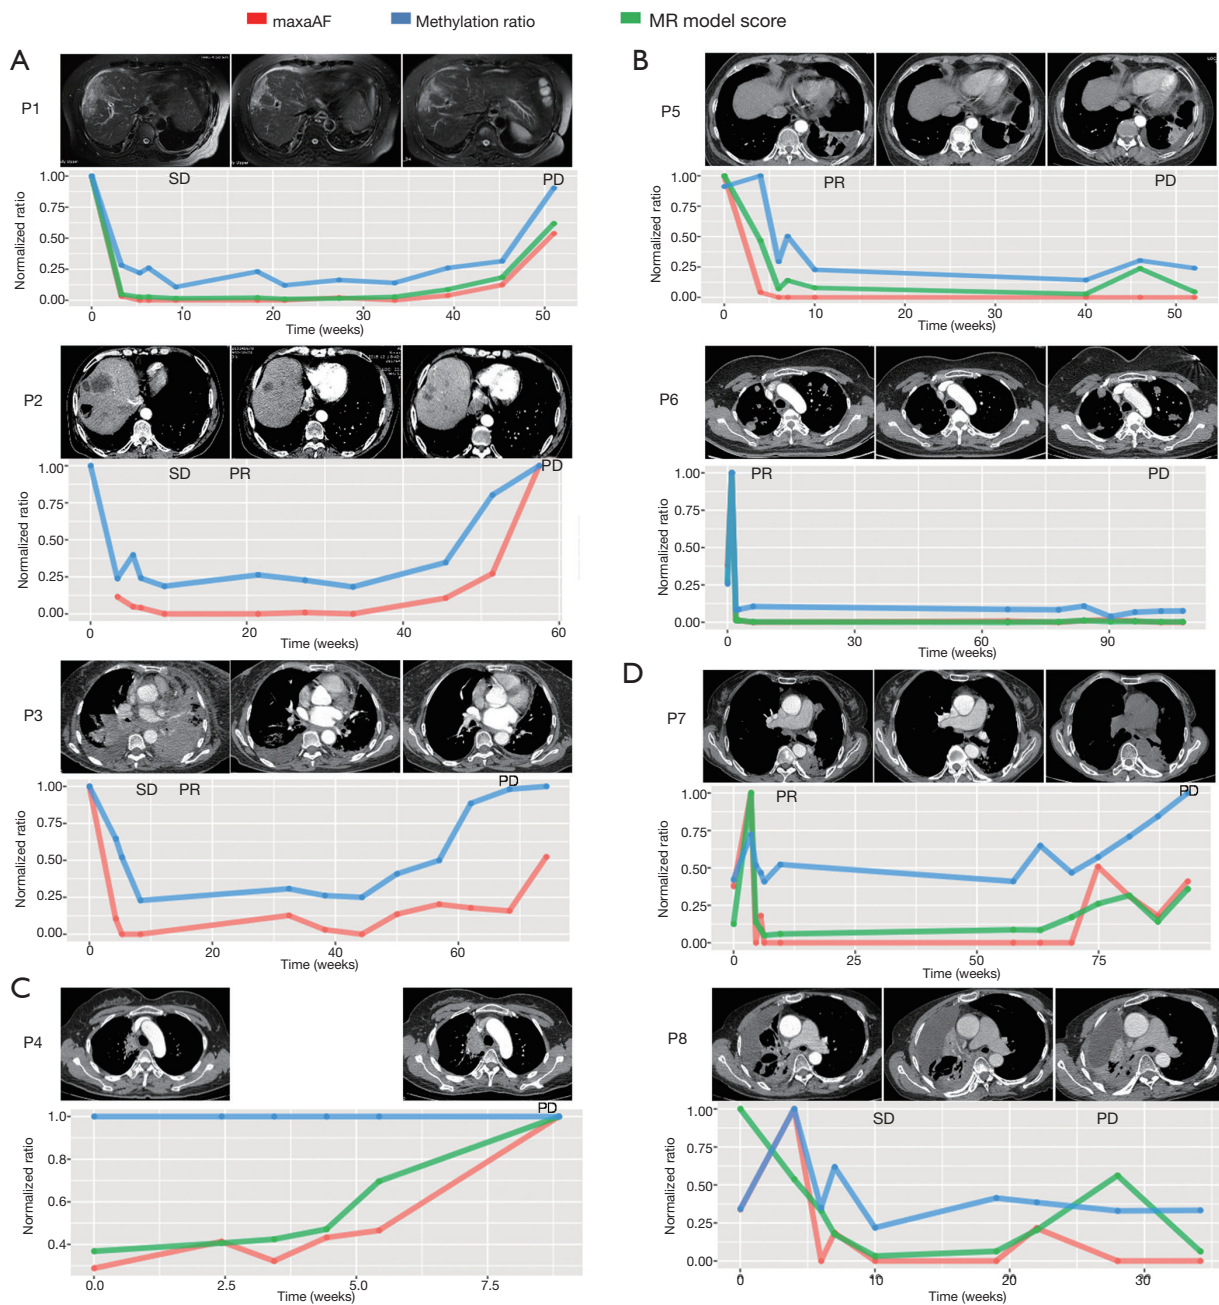 maxaAF
Methylation ratio
MR model score
A
P1
1.00
0.75
0.50
0.25
0.00
Normalized ratio
SD
PD
0
10
20
30
40
50
Time (weeks)
P2
1.00
0.75
0.50
0.25
0.00
Normalized ratio
SD
PR
PD
0
20
40
60
Time (weeks)
P3
1.00
0.75
0.50
0.25
0.00
Normalized ratio
SD
PR
PD
0
20
40
60
Time (weeks)
C
P4
1.0
0.8
0.6
0.4
Normalized ratio
PD
0.0
2.5
5.0
7.5
Time (weeks)
B
P5
1.00
0.75
0.50
0.25
0.00
Normalized ratio
PR
PD
0
10
20
30
40
50
Time (weeks)
P6
1.00
0.75
0.50
0.25
0.00
Normalized ratio
PR
PD
0
30
60
90
Time (weeks)
D
P7
1.00
0.75
0.50
0.25
0.00
Normalized ratio
PR
PD
0
25
50
75
Time (weeks)
P8
1.00
0.75
0.50
0.25
0.00
Normalized ratio
SD
PD
0
10
20
30
Time (weeks)